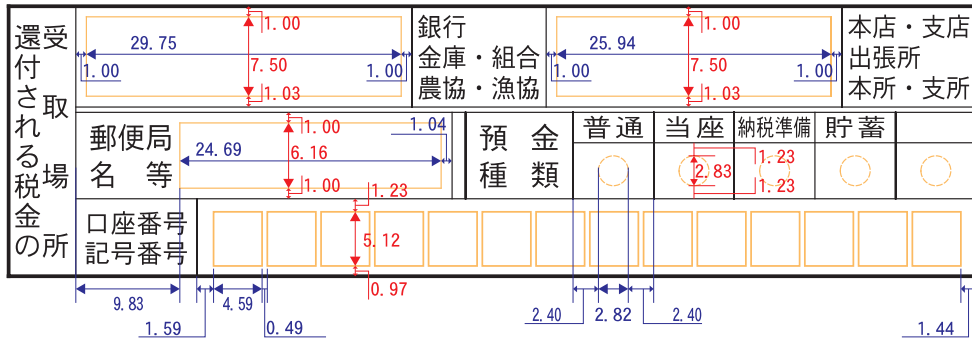 還付される税金の
受取場所
29.75
1.00
7.50
1.00
1.00
1.03
銀行
金庫・組合
農協・漁協
25.94
1.00
7.50
1.00
1.00
1.03
本店・支店
出張所
本所・支所
郵便局
名等
24.69
1.00
6.16
1.00
1.04
預金
種類
普通
当座
納税準備
貯蓄
2.83
1.23
1.23
口座番号
記号番号
1.23
5.12
0.97
9.83
1.59
4.59
0.49
2.40
2.82
2.40
1.44